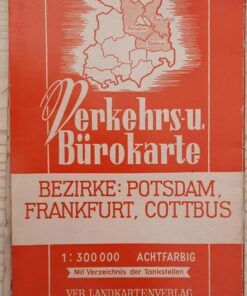 Verkehrs-u.
Bürokarte
BEZIRKE: POTSDAM,
FRANKFURT, COTTBUS
1:300 000 ACHTFARBIG
Mit Verzeichnis der Tankstellen
VEB LANDKARTENVERLAG